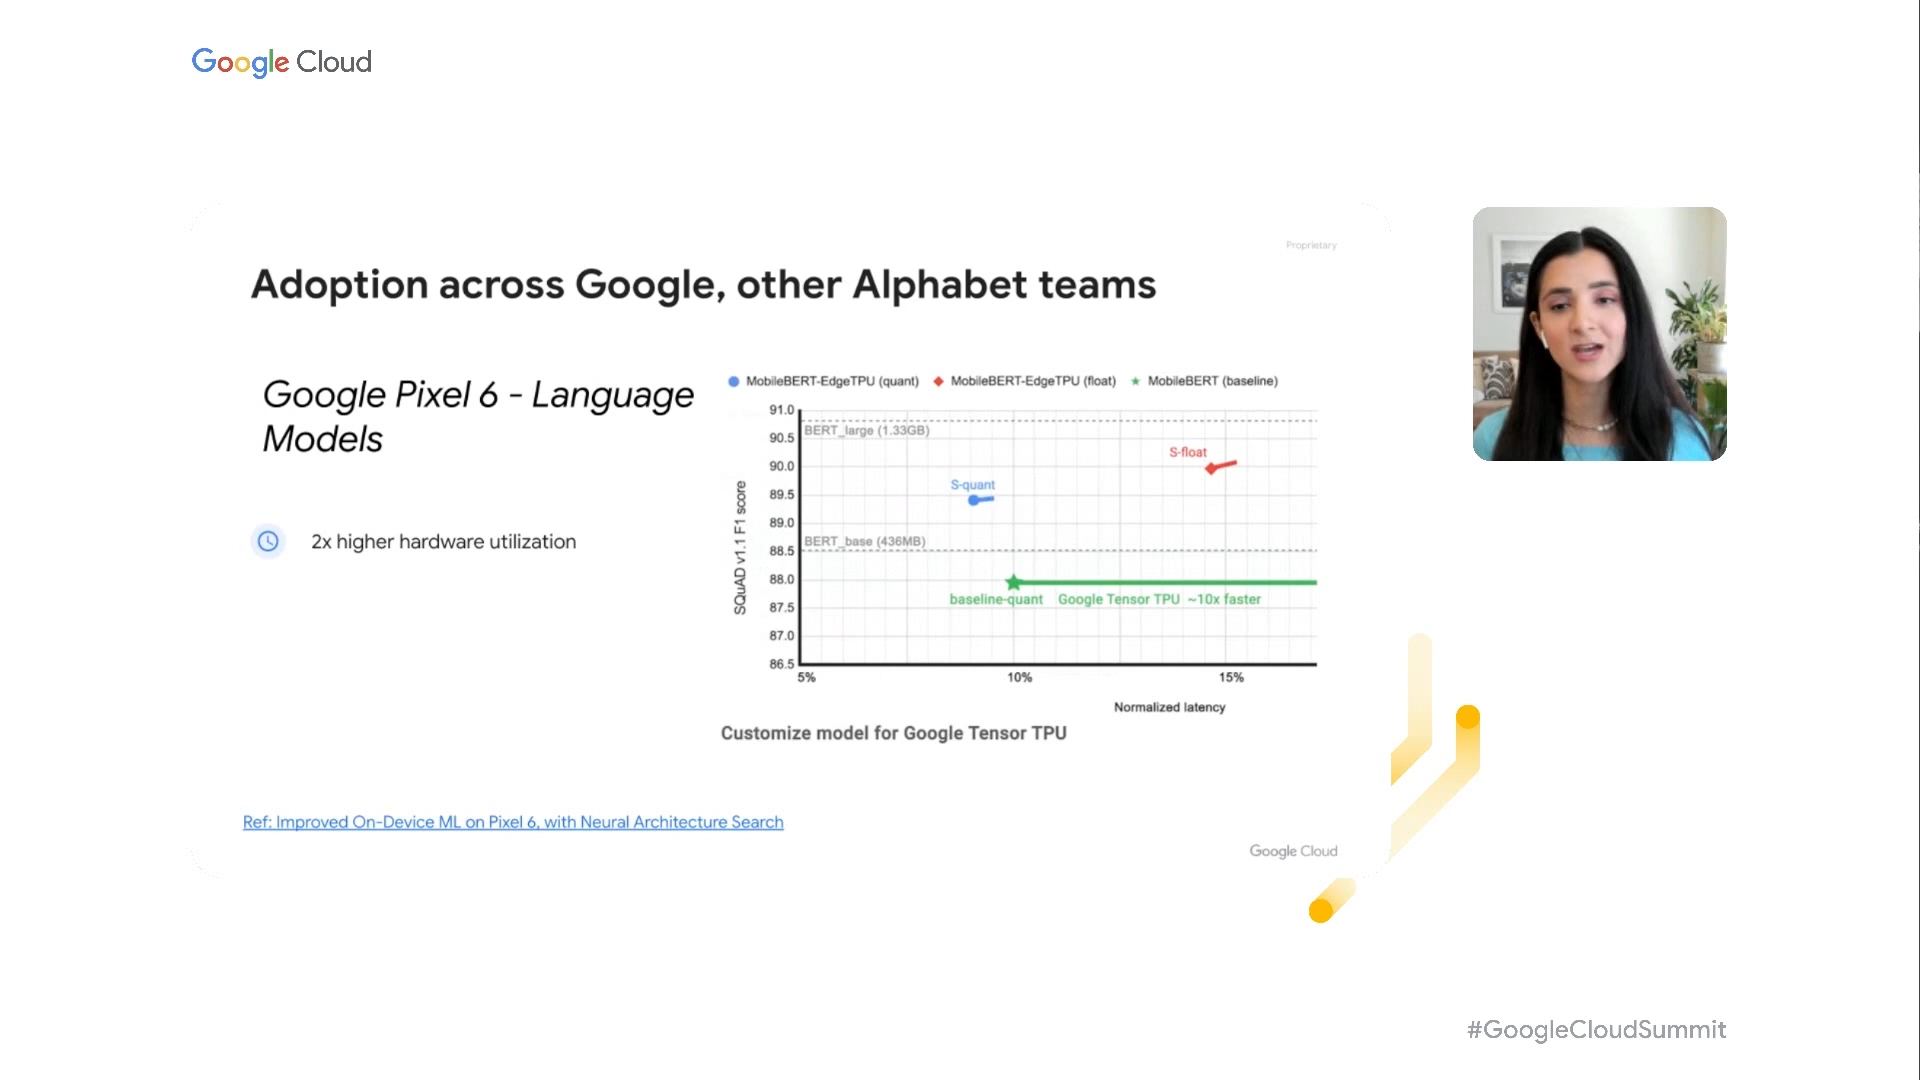 Google Cloud
Proprietary
Adoption across Google, other Alphabet teams
Google Pixel 6 - Language
Models
2x higher hardware utilization
MobileBERT-EdgeTPU (quant) MobileBERT-EdgeTPU (float) MobileBERT (baseline)
SQuAD v1.1 F1 score
91.0
BERT_large (1.33GB)
90.5
S-float
90.0
S-quant
89.5
89.0
BERT_base (436MB)
88.5
88.0
baseline-quant Google Tensor TPU ~10x faster
87.5
87.0
86.5
5% 10% 15%
Normalized latency
Customize model for Google Tensor TPU
Ref: Improved On-Device ML on Pixel 6, with Neural Architecture Search
Google Cloud
#GoogleCloudSummit